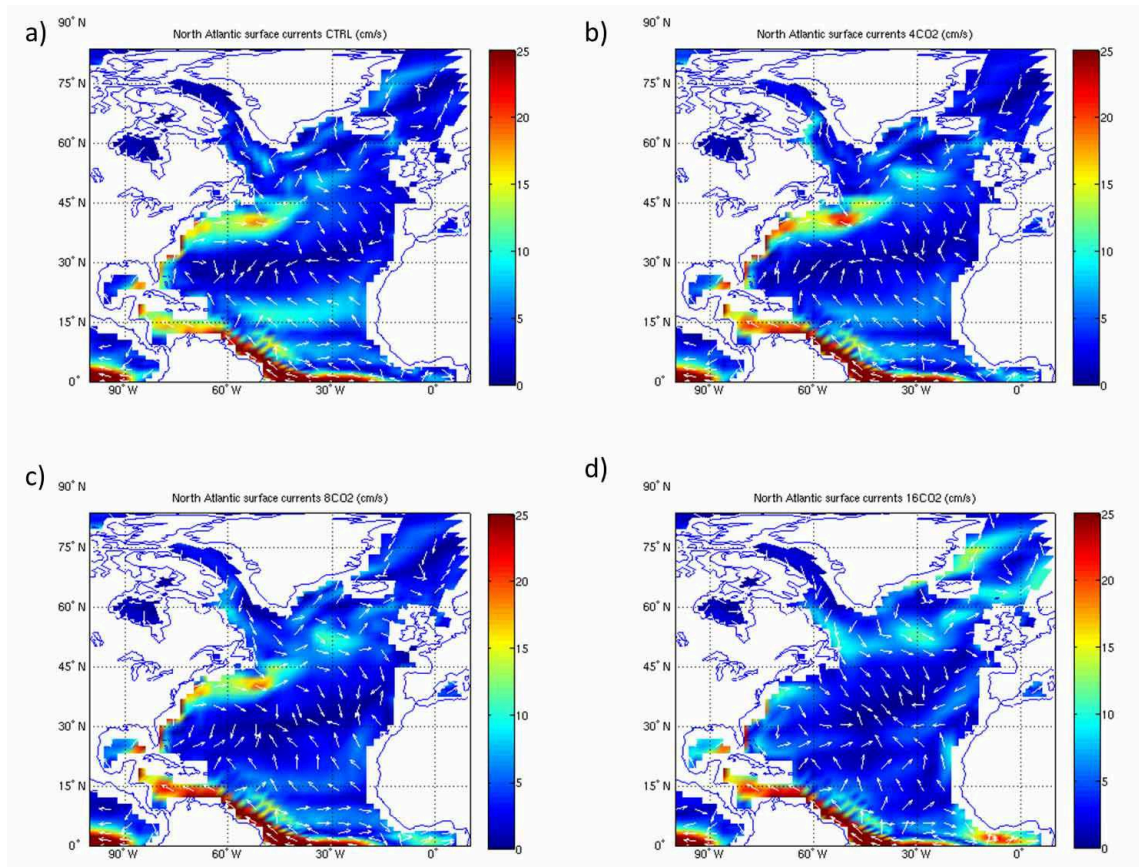 a)
90° N
North Atlantic surface currents CTRL (cm/s)
75° N
60° N
45° N
30° N
15° N
0°
90° W
60° W
30° W
0°
25
20
15
10
5
0
b)
90° N
North Atlantic surface currents 4CO2 (cm/s)
75° N
60° N
45° N
30° N
15° N
0°
90° W
60° W
30° W
0°
25
20
15
10
5
0
c)
90° N
North Atlantic surface currents 8CO2 (cm/s)
75° N
60° N
45° N
30° N
15° N
0°
90° W
60° W
30° W
0°
25
20
15
10
5
0
d)
90° N
North Atlantic surface currents 16CO2 (cm/s)
75° N
60° N
45° N
30° N
15° N
0°
90° W
60° W
30° W
0°
25
20
15
10
5
0